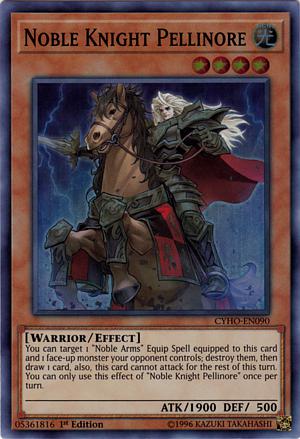 NOBLE KNIGHT PELLINORE
光
CYHO-EN090
[WARRIOR/EFFECT]
You can target 1 "Noble Arms" Equip Spell equipped to this card
and 1 face-up monster your opponent controls; destroy them, then
draw 1 card, also, this card cannot attack for the rest of this turn.
You can only use this effect of "Noble Knight Pellinore" once per
turn.
ATK/1900 DEF/ 500
05361816 1st Edition ©1996 KAZUKI TAKAHASHI